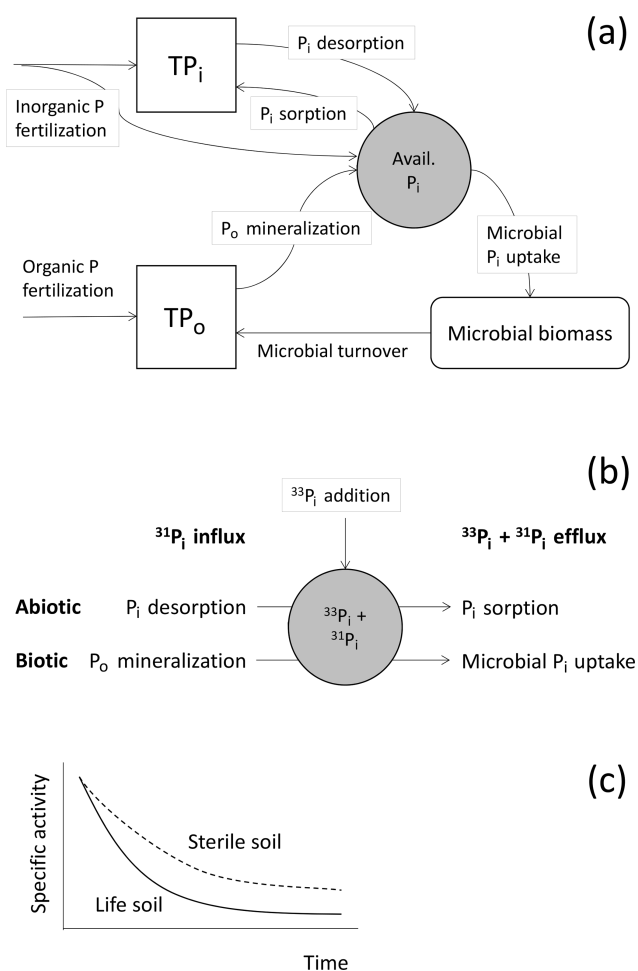 (a)
TPi
Pi desorption
Pi sorption
Inorganic P
fertilization
Avail.
Pi
Po mineralization
Microbial
Pi uptake
Organic P
fertilization
TPo
Microbial biomass
Microbial turnover
(b)
³³Pi addition
³¹Pi influx
³³Pi + ³¹Pi efflux
Abiotic Pi desorption
³³Pi +
³¹Pi
Pi sorption
Biotic Po mineralization
Microbial Pi uptake
(c)
Specific activity
Sterile soil
Life soil
Time